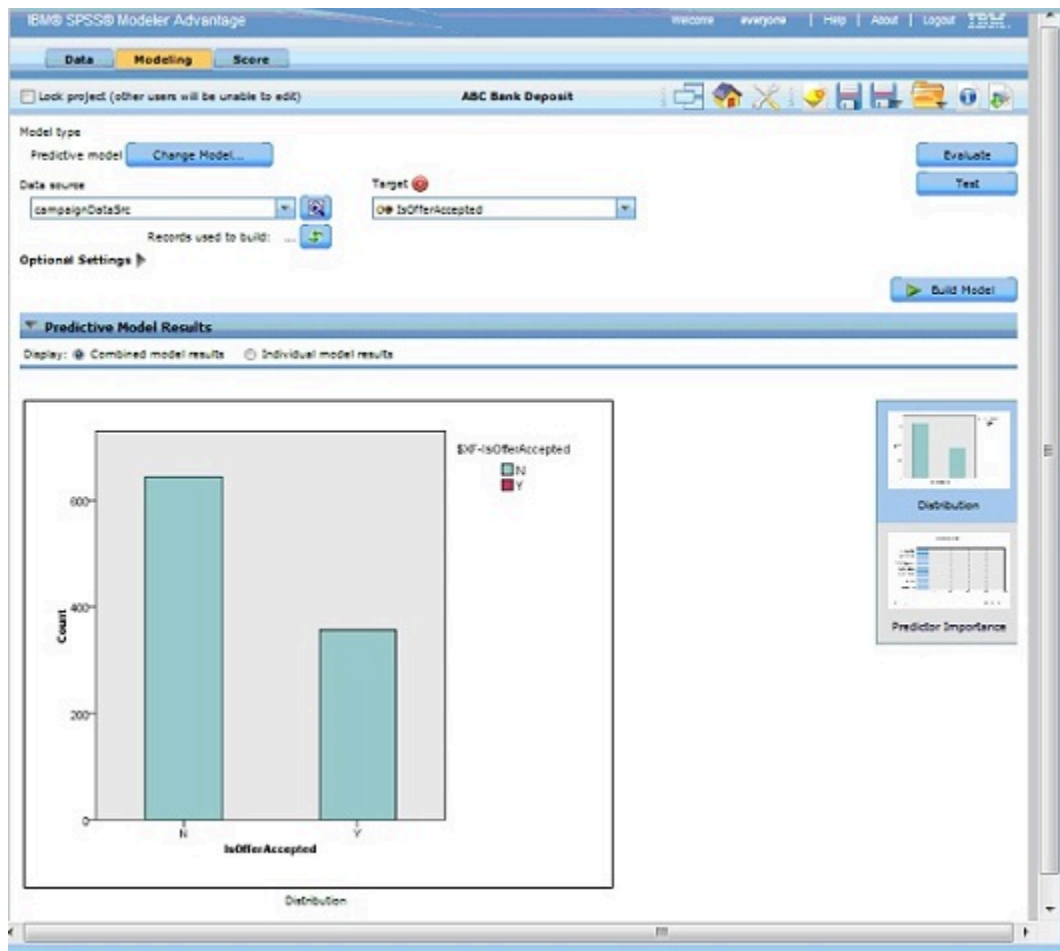 IBM® SPSS® Modeler Advantage
Welcome everyone | Help | About | Logout IBM.
Data Modeling Score
Lock project (other users will be unable to edit)
ABC Bank Deposit
Model type
Predictive model Change Model...
Evaluate
Data source
Target
Test
campaignDataSrc
IsOfferAccepted
Records used to build: ...
Optional Settings
Build Model
Predictive Model Results
Display: Combined model results Individual model results
$XF-IsOfferAccepted
N
Y
600
400
200
0
Count
N
Y
IsOfferAccepted
Distribution
Distribution
Predictor Importance